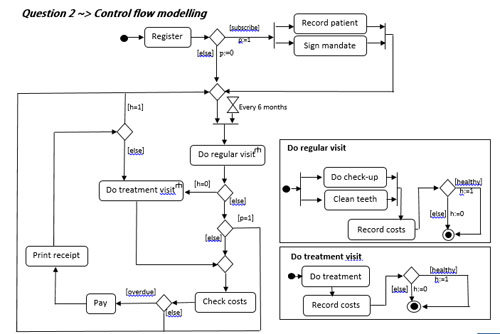 Question 2 ~> Control flow modelling
Register
[subscribe]
p:=1
Record patient
Sign mandate
[else]
p:=0
[h=1]
Every 6 months
[else]
Do regular visit
Do treatment visit
[h=0]
[else]
[p=1]
[else]
Print receipt
Pay
[overdue]
[else]
Check costs
Do regular visit
Do check-up
Clean teeth
[healthy]
h:=1
[else]
h:=0
Record costs
Do treatment visit
Do treatment
[healthy]
h:=1
Record costs
[else]
h:=0